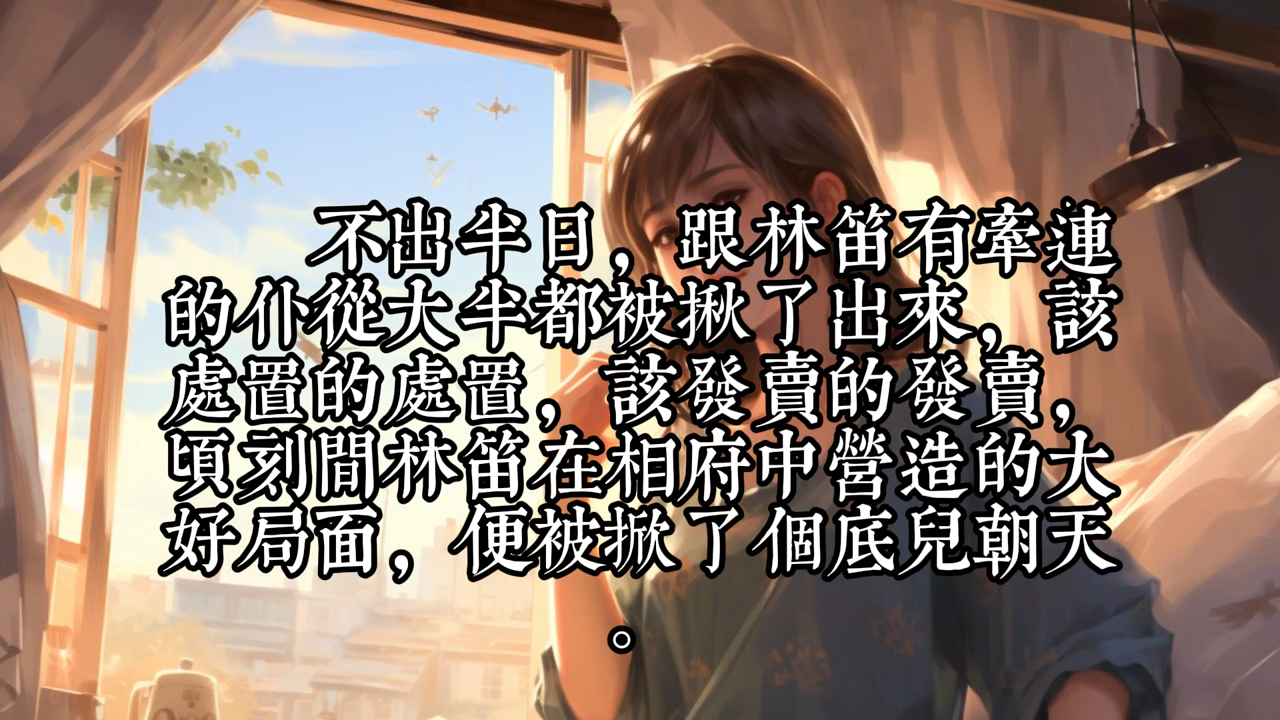 不出半日，跟林笛有牽連
的仆從大半都被揪了出來，該
處置的處置，該發賣的發賣，
頃刻間林笛在相府中營造的大
好局面，便被掀了個底兒朝天
。